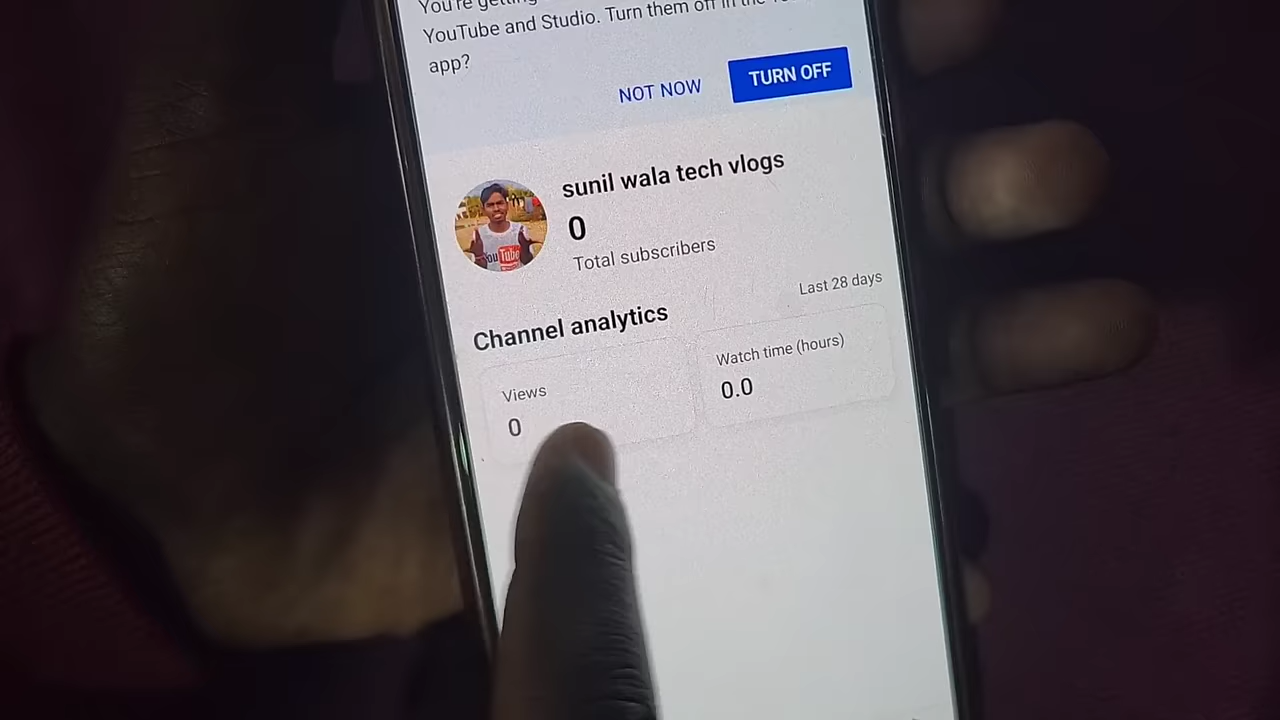 You're getting
YouTube and Studio. Turn them off in the
app?
NOT NOW
TURN OFF
sunil wala tech vlogs
0
Total subscribers
YouTube
Channel analytics
Last 28 days
Views
0
Watch time (hours)
0.0